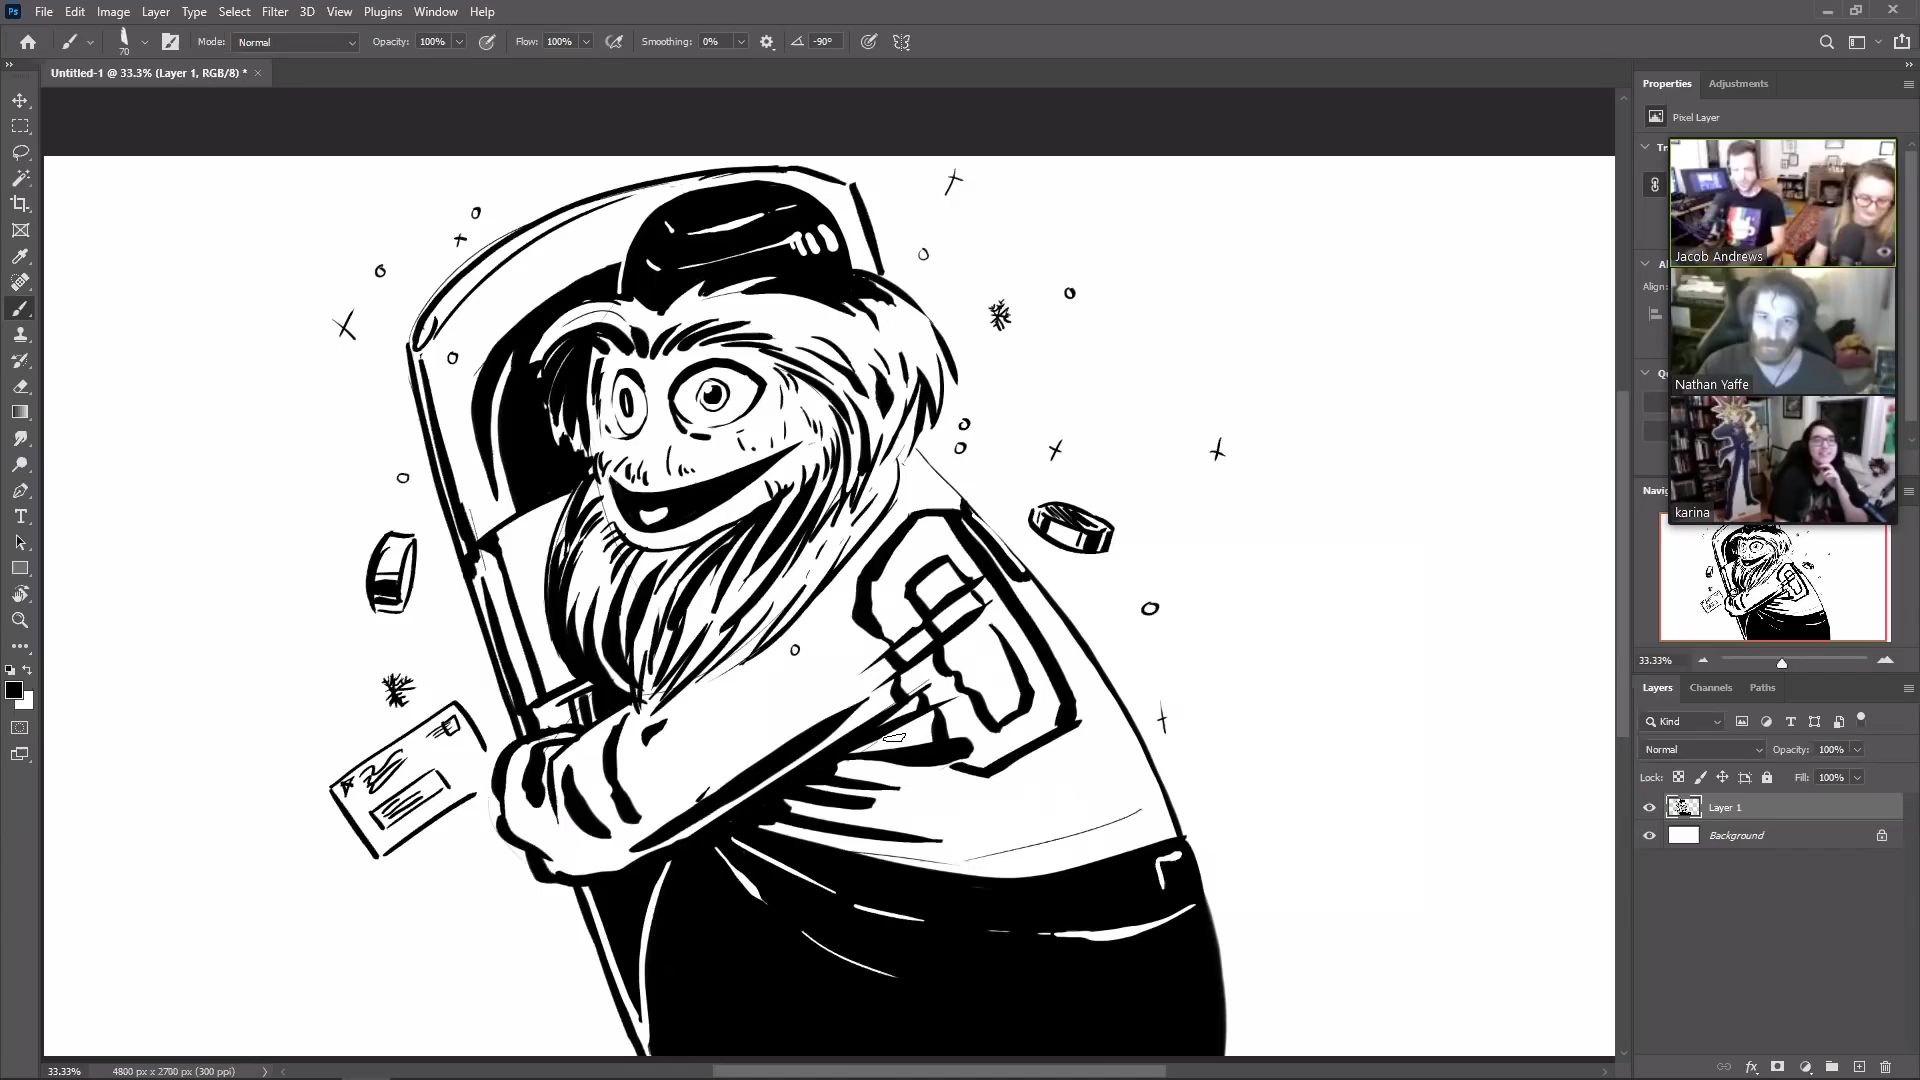 Ps File Edit Image Layer Type Select Filter 3D View Plugins Window Help
70 Mode: Normal Opacity: 100% Flow: 100% Smoothing: 0% -90°
Untitled-1 @ 33.3% (Layer 1, RGB/8) *
Properties Adjustments
Pixel Layer
Jacob Andrews
Align:
Nathan Yaffe
karina
33.33%
Layers Channels Paths
Kind
Normal Opacity: 100%
Lock: Fill: 100%
Layer 1
Background
T
33.33% 4800 px x 2700 px (300 ppi)